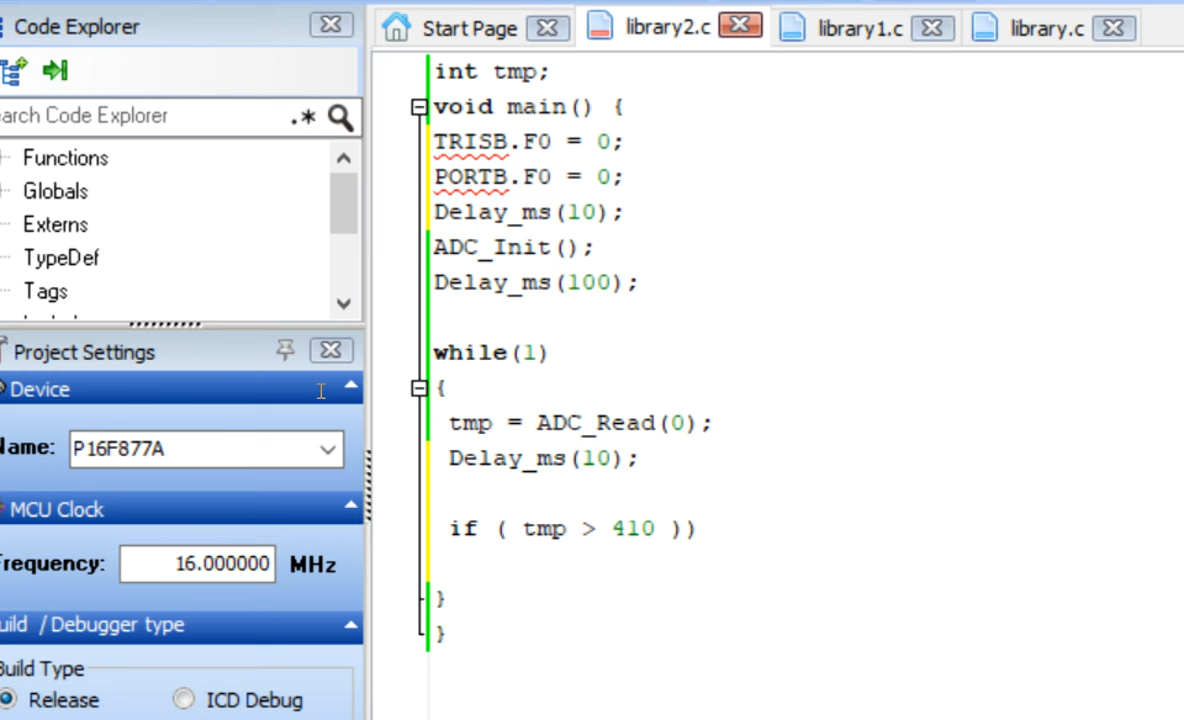 Code Explorer
Start Page
library2.c
library1.c
library.c
earch Code Explorer
.*
Functions
Globals
Externs
TypeDef
Tags
Project Settings
Device
Name: P16F877A
MCU Clock
Frequency: 16.000000 MHz
uild / Debugger type
Build Type
Release
ICD Debug
int tmp;
void main() {
TRISB.F0 = 0;
PORTB.F0 = 0;
Delay_ms(10);
ADC_Init();
Delay_ms(100);
while(1)
{
tmp = ADC_Read(0);
Delay_ms(10);
if ( tmp > 410 ))
}
}